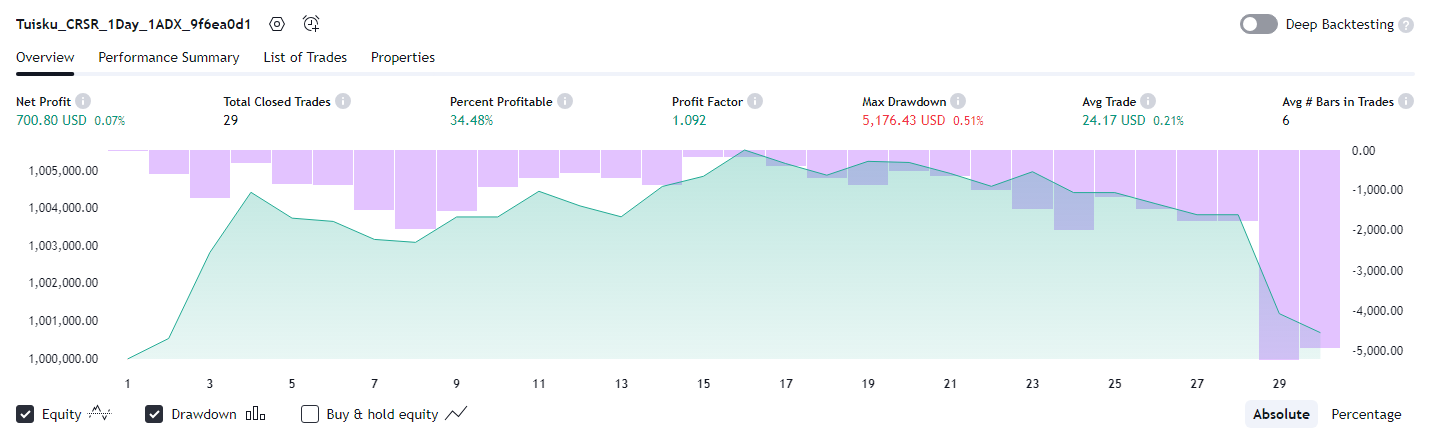 Tuisku_CRSR_1Day_1ADX_9f6ea0d1
Deep Backtesting ?
Overview Performance Summary List of Trades Properties
Net Profit Total Closed Trades Percent Profitable Profit Factor Max Drawdown Avg Trade Avg # Bars in Trades
700.80 USD 0.07% 29 34.48% 1.092 5,176.43 USD 0.51% 24.17 USD 0.21% 6
1,005,000.00
1,004,000.00
1,003,000.00
1,002,000.00
1,001,000.00
1,000,000.00
0.00
-1,000.00
-2,000.00
-3,000.00
-4,000.00
-5,000.00
1 3 5 7 9 11 13 15 17 19 21 23 25 27 29
Equity Drawdown Buy & hold equity Absolute Percentage